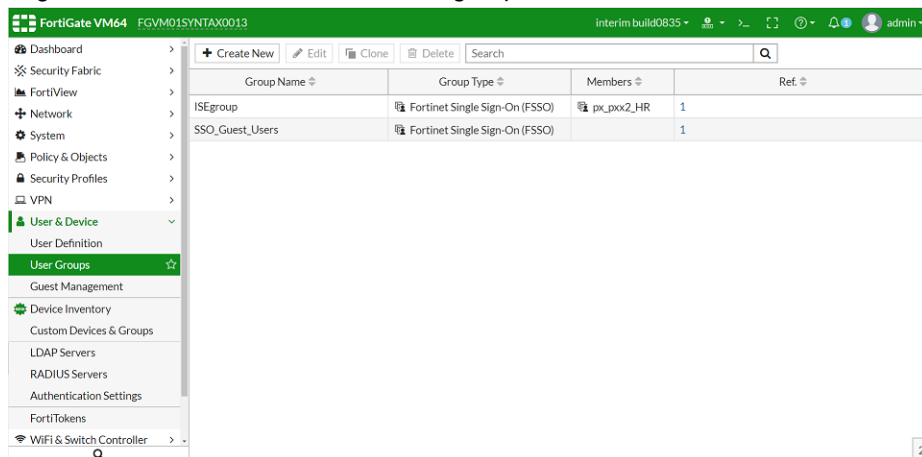 FortiGate VM64 FGVM01SYNTAX0013 interim build0835 >_ ? 1 admin
Dashboard
Security Fabric
FortiView
Network
System
Policy & Objects
Security Profiles
VPN
User & Device
User Definition
User Groups
Guest Management
Device Inventory
Custom Devices & Groups
LDAP Servers
RADIUS Servers
Authentication Settings
FortiTokens
WiFi & Switch Controller
+ Create New Edit Clone Delete Search
Group Name Group Type Members Ref.
ISEgroup Fortinet Single Sign-On (FSSO) px_pxx2_HR 1
SSO_Guest_Users Fortinet Single Sign-On (FSSO) 1